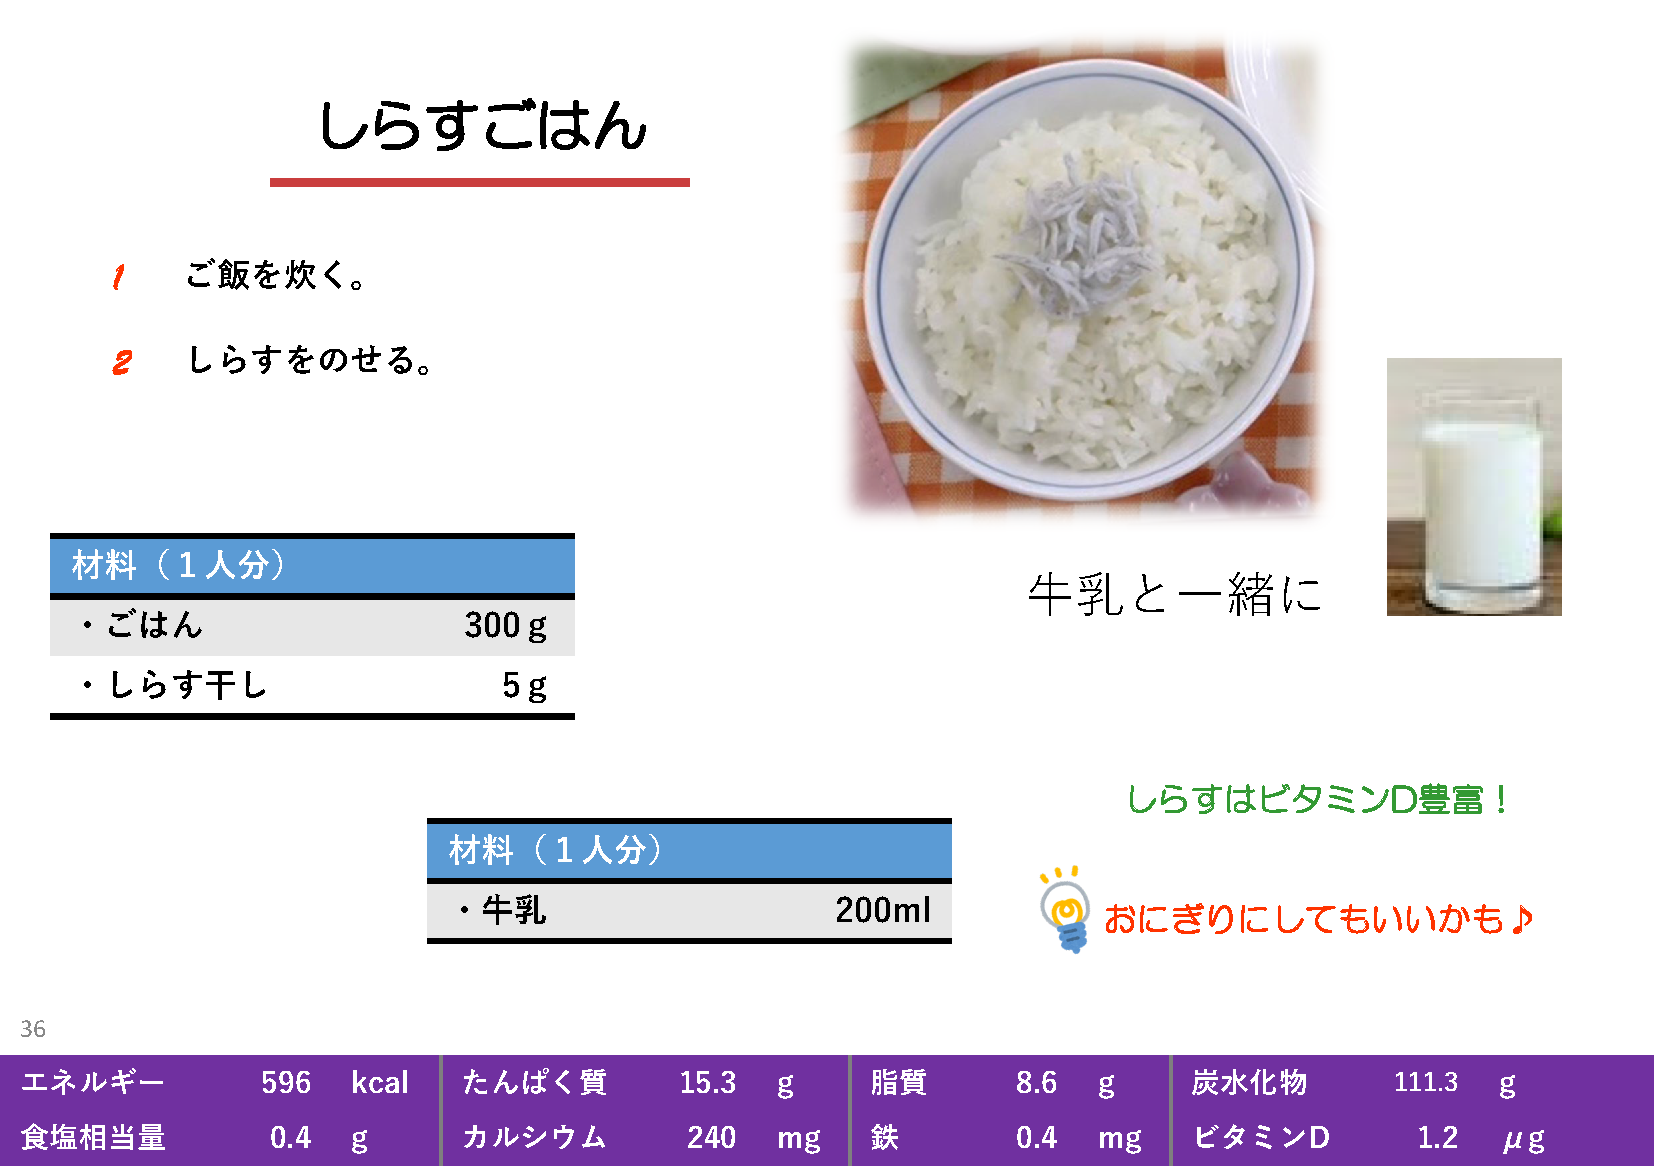 しらすごはん
1 ご飯を炊く。
2 しらすをのせる。
材料（１人分）
・ごはん 300ｇ
・しらす干し 5ｇ
牛乳と一緒に
材料（１人分）
・牛乳 200ml
しらすはビタミンD豊富！
おにぎりにしてもいいかも♪
36
エネルギー 596 kcal たんぱく質 15.3 g 脂質 8.6 g 炭水化物 111.3 g
食塩相当量 0.4 g カルシウム 240 mg 鉄 0.4 mg ビタミンD 1.2 μg